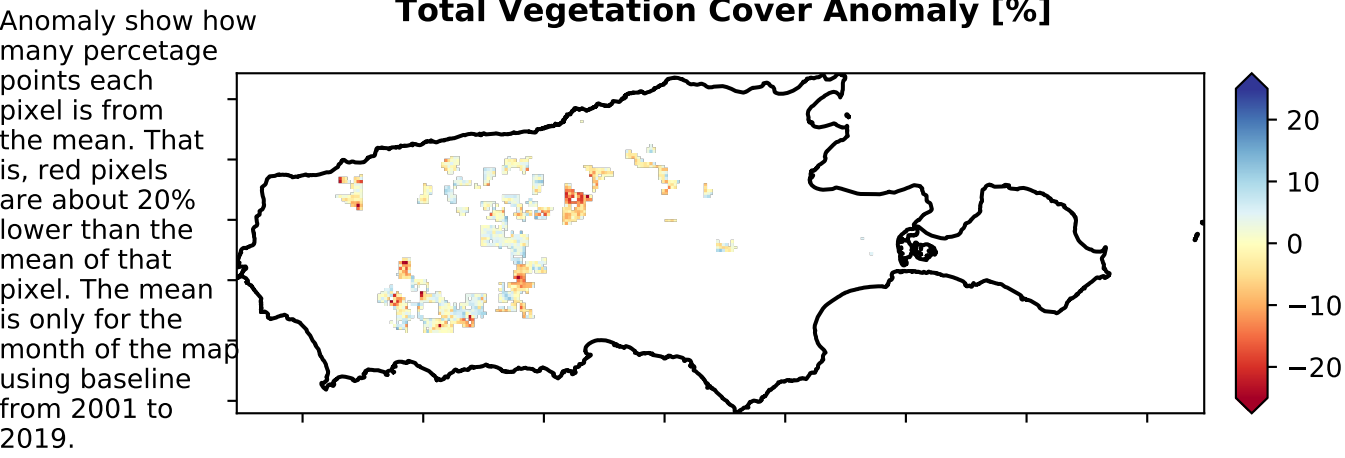 Total Vegetation Cover Anomaly [%]
Anomaly show how
many percetage
points each
pixel is from
the mean. That
is, red pixels
are about 20%
lower than the
mean of that
pixel. The mean
is only for the
month of the map
using baseline
from 2001 to
2019.
20
10
0
−10
−20